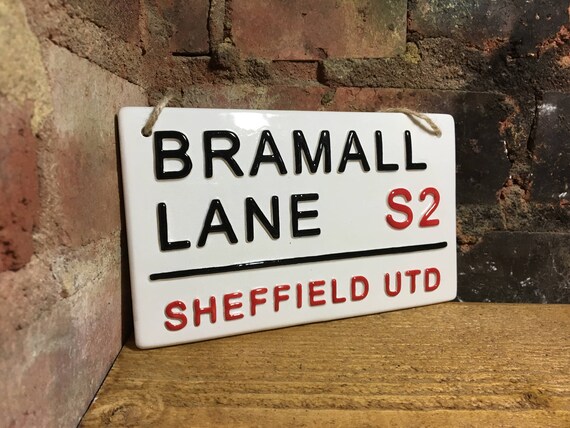 BRAMALL
LANE S2
SHEFFIELD UTD